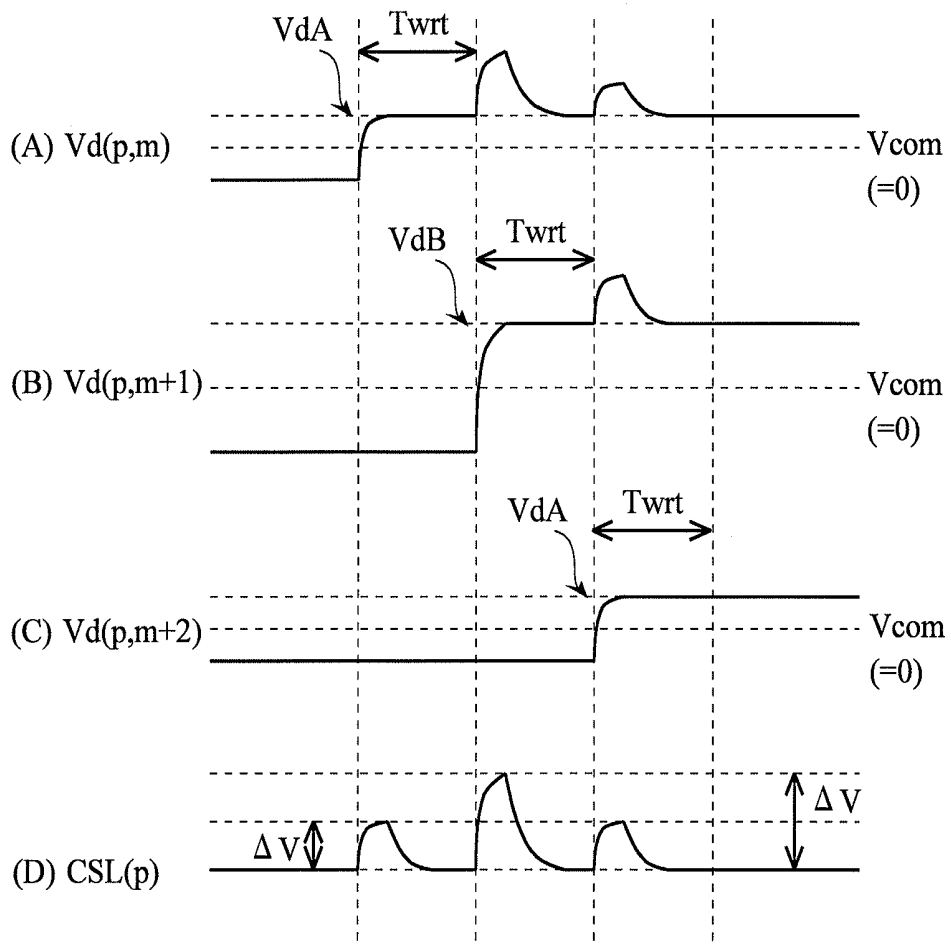 VdA
Twrt
(A) Vd(p,m)
Vcom
(=0)
VdB
Twrt
(B) Vd(p,m+1)
Vcom
(=0)
VdA
Twrt
(C) Vd(p,m+2)
Vcom
(=0)
ΔV
ΔV
(D) CSL(p)